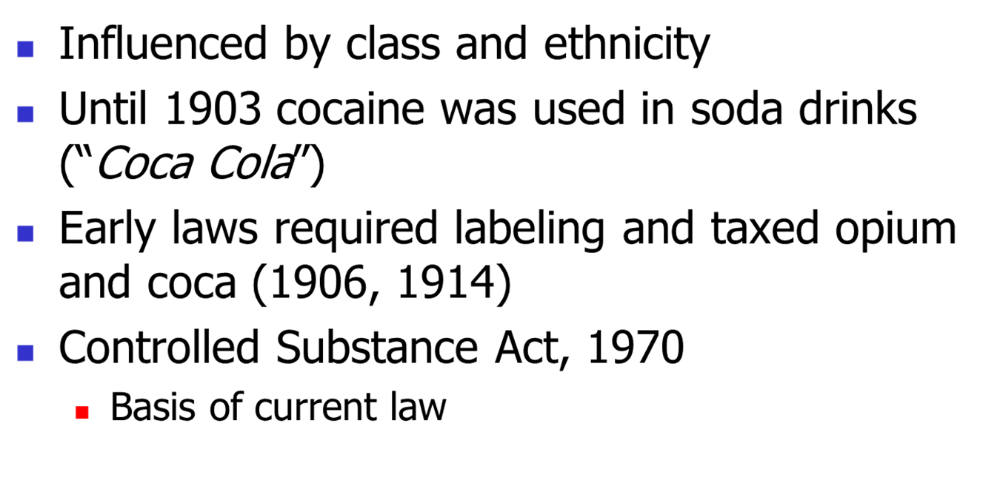 Influenced by class and ethnicity
Until 1903 cocaine was used in soda drinks
(“Coca Cola”)
Early laws required labeling and taxed opium
and coca (1906, 1914)
Controlled Substance Act, 1970
Basis of current law